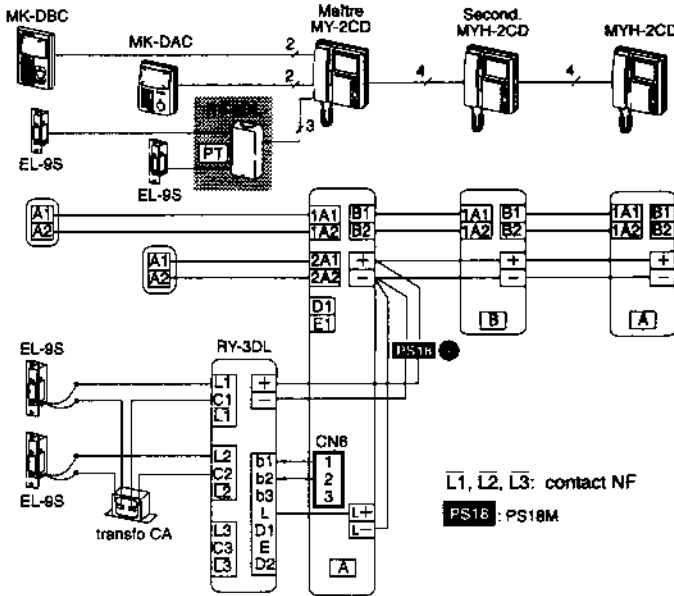 MK-DBC
MK-DAC
Maître
MY-2CD
Second.
MYH-2CD
MYH-2CD
2
2
3
4
4
EL-9S
PT
EL-9S
A1
A2
1A1
1A2
B1
B2
1A1
1A2
B1
B2
1A1
1A2
B1
B2
A1
A2
2A1
2A2
+
−
+
−
+
−
D1
E1
B
A
PS18
EL-9S
RY-3DL
L1
C1
L1
+
−
L2
C2
L2
EL-9S
transfo CA
L3
C3
L3
b1
b2
b3
L
D1
E
D2
CN6
1
2
3
L+
L−
A
L1, L2, L3: contact NF
PS18 : PS18M